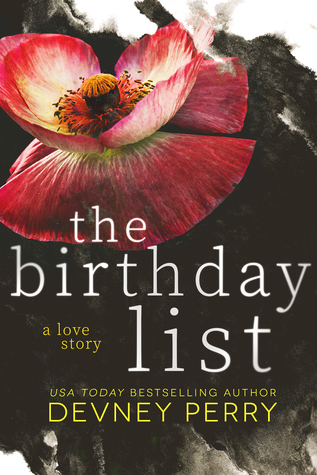 the
birthday
list
a love
story
USA TODAY BESTSELLING AUTHOR
DEVNEY PERRY